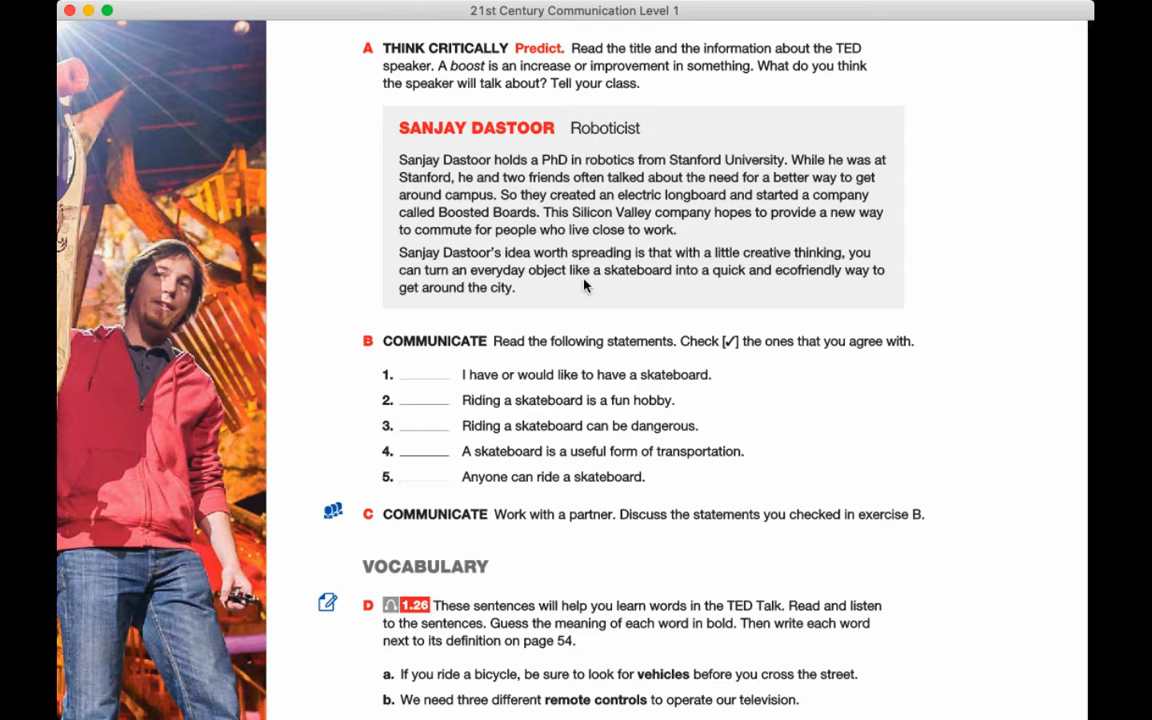 21st Century Communication Level 1
A THINK CRITICALLY Predict. Read the title and the information about the TED
speaker. A boost is an increase or improvement in something. What do you think
the speaker will talk about? Tell your class.
SANJAY DASTOOR Roboticist
Sanjay Dastoor holds a PhD in robotics from Stanford University. While he was at
Stanford, he and two friends often talked about the need for a better way to get
around campus. So they created an electric longboard and started a company
called Boosted Boards. This Silicon Valley company hopes to provide a new way
to commute for people who live close to work.
Sanjay Dastoor's idea worth spreading is that with a little creative thinking, you
can turn an everyday object like a skateboard into a quick and ecofriendly way to
get around the city.
B COMMUNICATE Read the following statements. Check [✓] the ones that you agree with.
1. ______ I have or would like to have a skateboard.
2. ______ Riding a skateboard is a fun hobby.
3. ______ Riding a skateboard can be dangerous.
4. ______ A skateboard is a useful form of transportation.
5. ______ Anyone can ride a skateboard.
C COMMUNICATE Work with a partner. Discuss the statements you checked in exercise B.
VOCABULARY
D 1.26 These sentences will help you learn words in the TED Talk. Read and listen
to the sentences. Guess the meaning of each word in bold. Then write each word
next to its definition on page 54.
a. If you ride a bicycle, be sure to look for vehicles before you cross the street.
b. We need three different remote controls to operate our television.